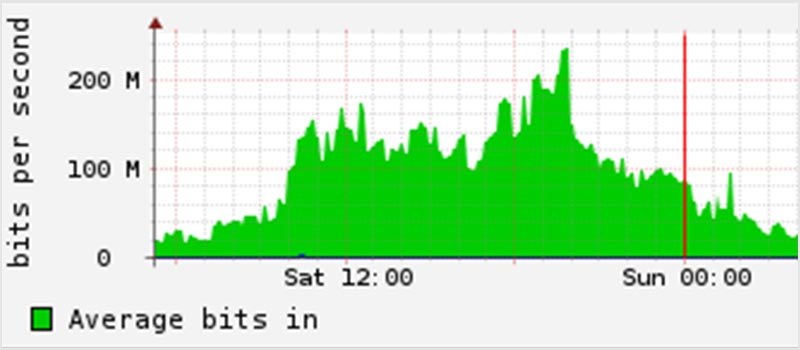 bits per second
200 M
100 M
0
Sat 12:00
Sun 00:00
Average bits in